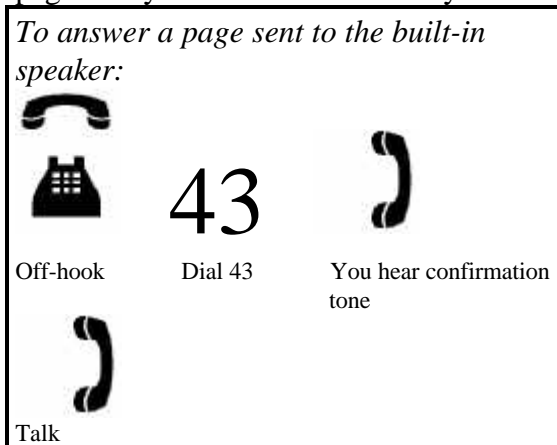 To answer a page sent to the built-in
speaker:
43
Off-hook Dial 43 You hear confirmation
tone
Talk